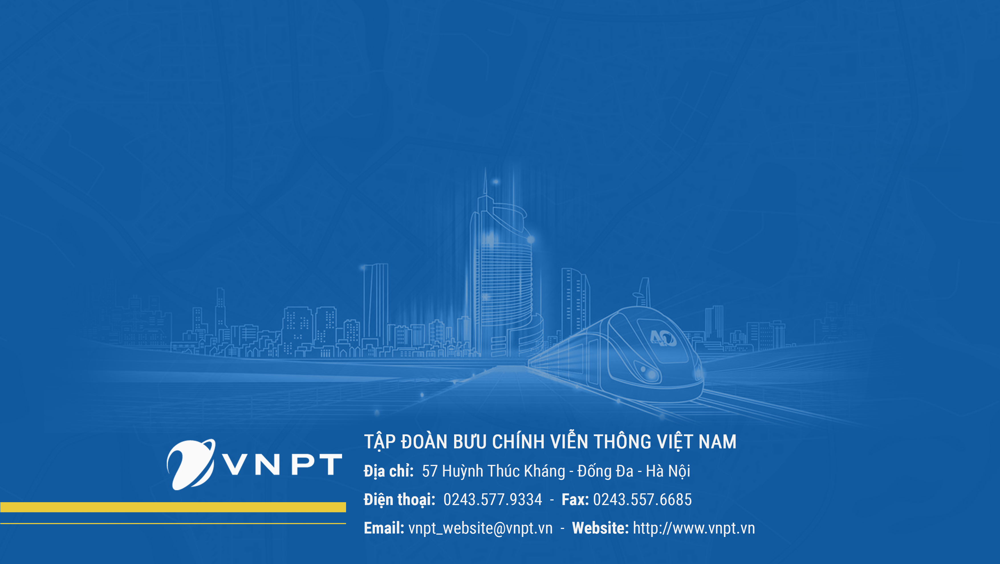 VNPT
TẬP ĐOÀN BƯU CHÍNH VIỄN THÔNG VIỆT NAM
Địa chỉ: 57 Huỳnh Thúc Kháng - Đống Đa - Hà Nội
Điện thoại: 0243.577.9334 - Fax: 0243.557.6685
Email: vnpt_website@vnpt.vn - Website: http://www.vnpt.vn